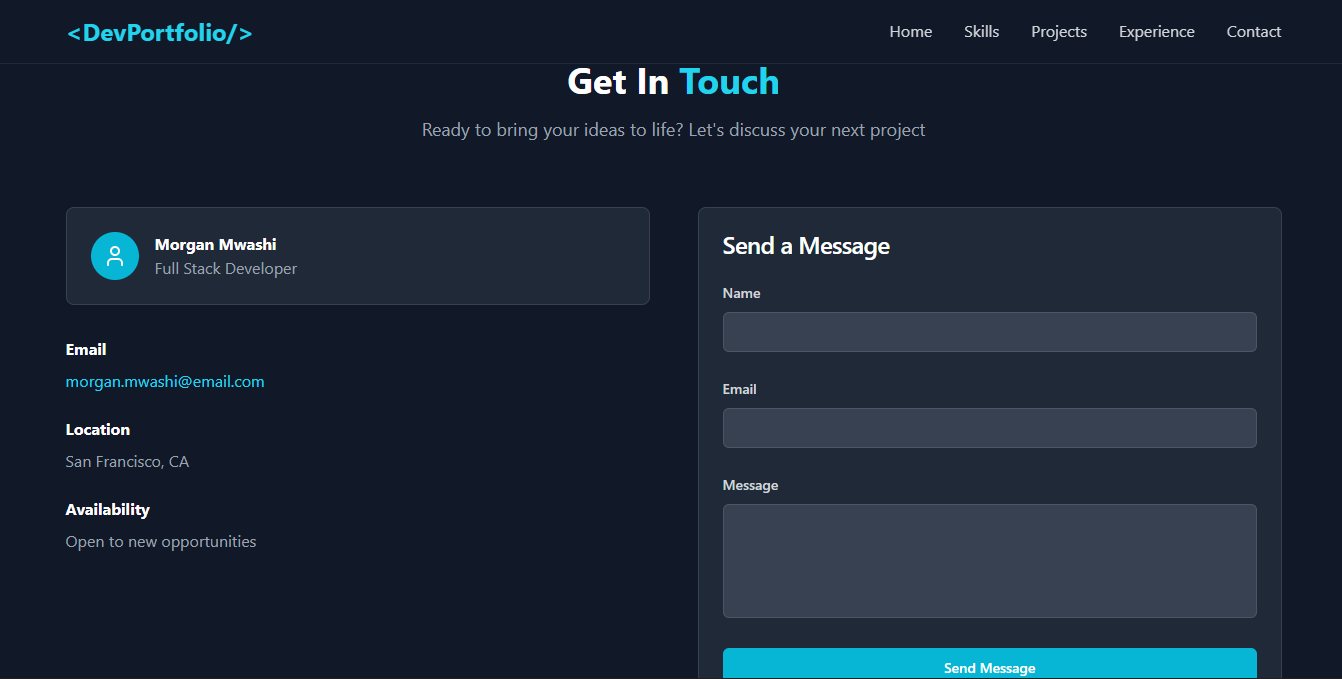 <DevPortfolio/>
Home Skills Projects Experience Contact
Get In Touch
Ready to bring your ideas to life? Let's discuss your next project
Morgan Mwashi
Full Stack Developer
Email
morgan.mwashi@email.com
Location
San Francisco, CA
Availability
Open to new opportunities
Send a Message
Name
Email
Message
Send Message